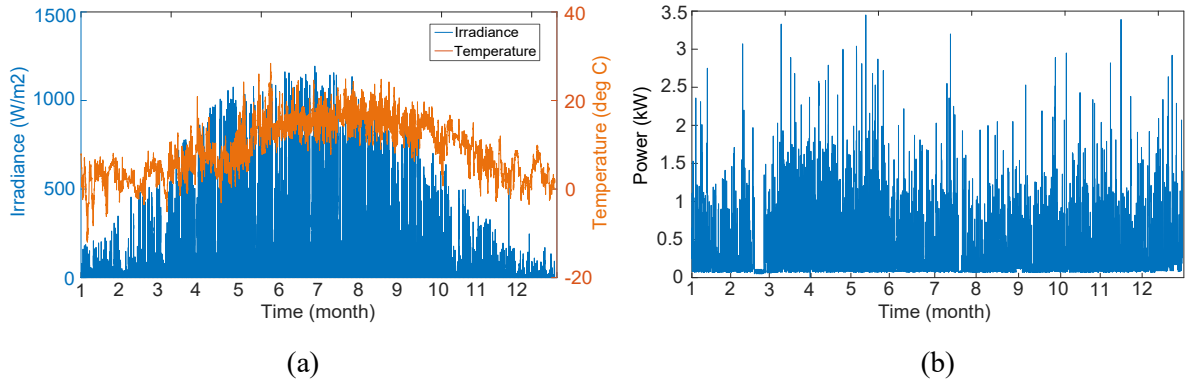 1500
1000
500
0
Irradiance (W/m2)
40
20
0
-20
Temperature (deg C)
Irradiance
Temperature
1 2 3 4 5 6 7 8 9 10 11 12
Time (month)
(a)
3.5
3
2.5
2
1.5
1
0.5
0
Power (kW)
1 2 3 4 5 6 7 8 9 10 11 12
Time (month)
(b)